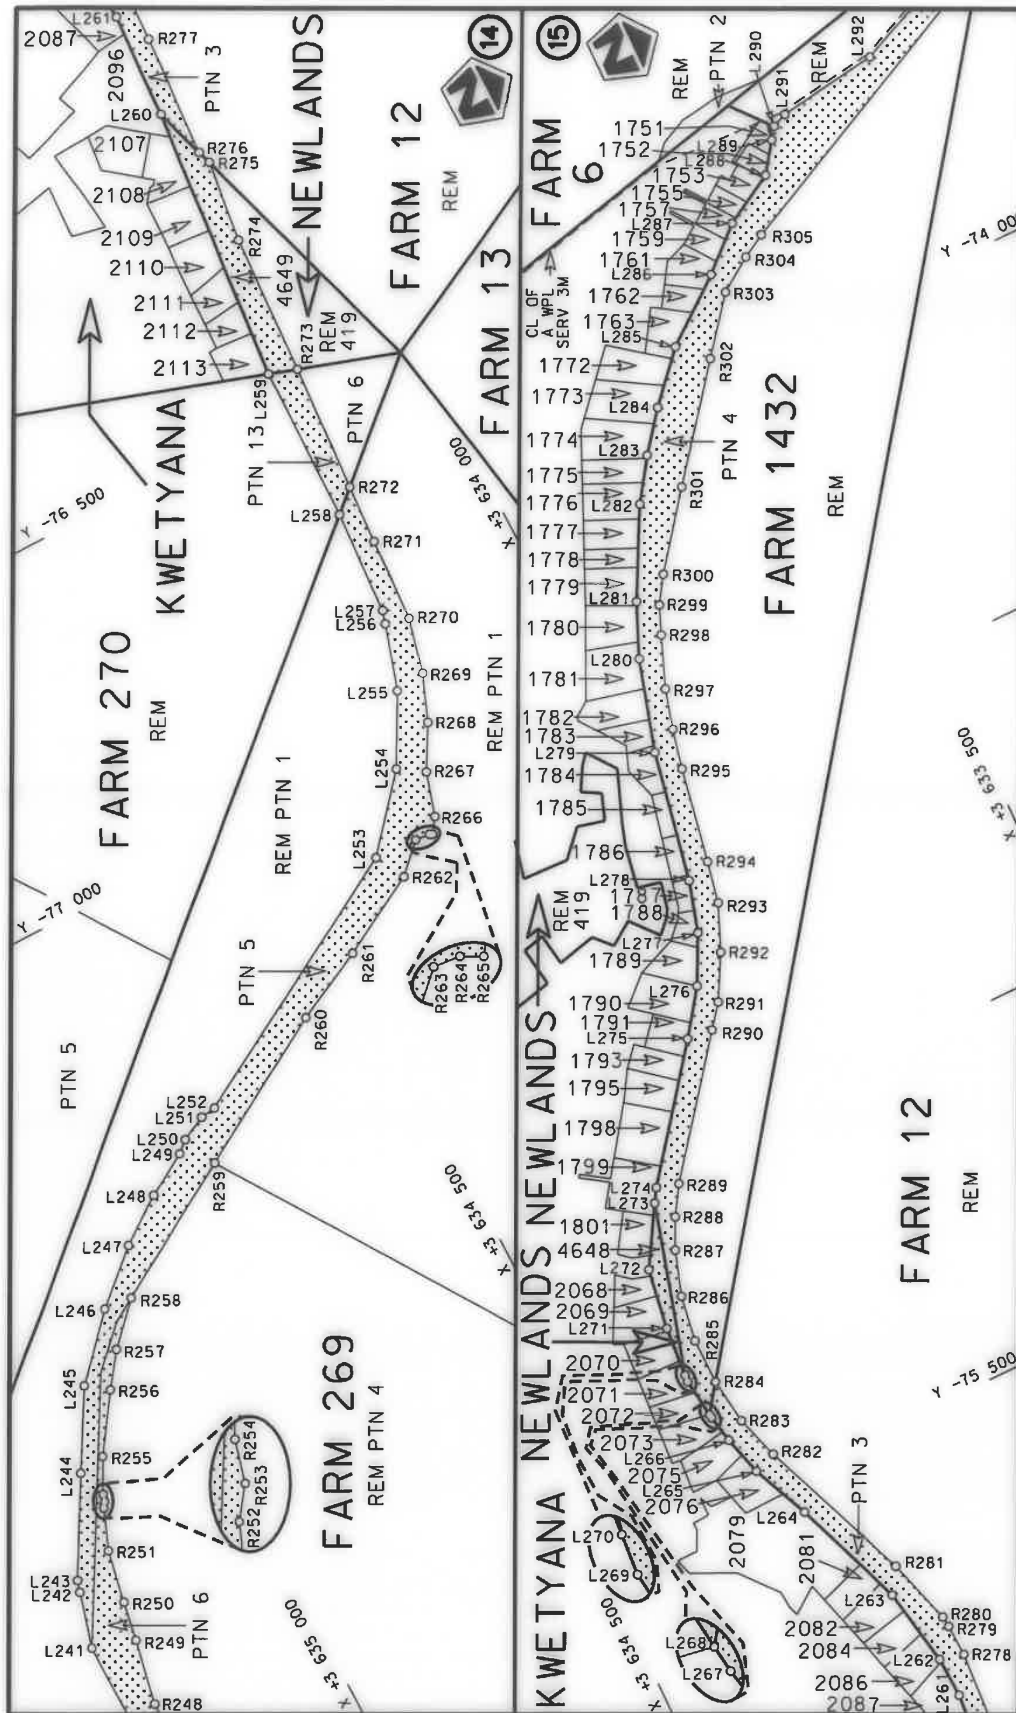 14
L261
2087
R277
PTN 3
2096
L260
R276
R275
2107
2108
2109
2110
2111
2112
2113
R274
4649
NEWLANDS
FARM 12
REM
R273
REM
419
L259
KWETYANA
PTN 13
PTN 6
FARM 13
R272
L258
R271
Y -76 500
X +3 634 000
L257
L256
R270
R269
L255
R268
FARM 270
REM
REM PTN 1
L254
R267
REM PTN 1
R266
L253
R262
R263
R264
R265
Y -77 000
PTN 5
R261
R260
PTN 5
L252
L251
L250
L249
R259
L248
X +3 634 500
L247
R258
L246
R257
L245
R256
FARM 269
REM PTN 4
R255
L244
R254
R253
R252
R251
L243
L242
R250
L241
R249
PTN 6
R248
X +3 635 000
15
REM
PTN 2
L290
L291
REM
L292
FARM
6
1751
1752
L289
L288
1753
1755
1757
L287
1759
1761
L286
1762
1763
L285
1772
1773
L284
1774
L283
1775
1776
L282
1777
1778
1779
L281
1780
L280
1781
1782
1783
L279
1784
1785
1786
L278
1787
1788
L277
1789
L276
1790
1791
L275
1793
1795
1798
1799
L274
L273
1801
4648
L272
2068
2069
L271
2070
2071
2072
2073
L266
2075
L265
2076
2079
L264
2081
L263
2082
2084
L262
2086
2087
L261
R305
R304
R303
R302
PTN 4
R301
R300
R299
R298
R297
R296
R295
R294
R293
R292
R291
R290
R289
R288
R287
R286
R285
R284
R283
R282
PTN 3
R281
R280
R279
R278
CL OF
A WPL
SERV 3M
Y -74 000
FARM 1432
REM
X +3 633 500
REM
419
NEWLANDS
NEWLANDS
KWETYANA
FARM 12
REM
Y -75 500
L270
L269
L268
L267
X +3 634 500